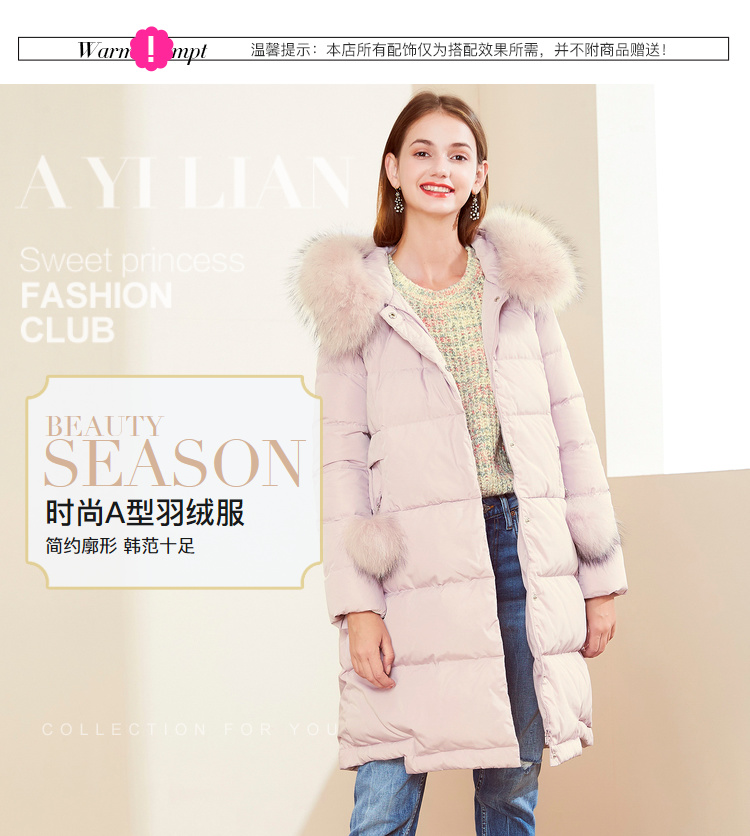 Warm mpt
温馨提示：本店所有配饰仅为搭配效果所需，并不附商品赠送！
A YI LIAN
Sweet princess
FASHION
CLUB
BEAUTY
SEASON
时尚A型羽绒服
简约廓形 韩范十足
COLLECTION FOR YOU